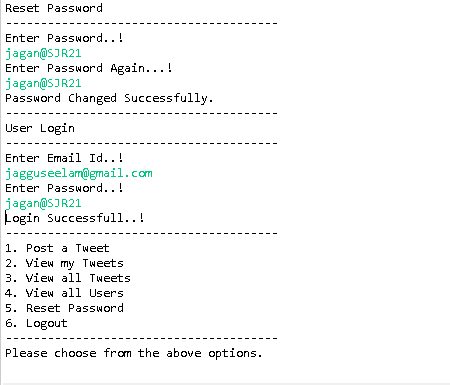 Reset Password
---------------------------------------
Enter Password..!
jagan@SJR21
Enter Password Again...!
jagan@SJR21
Password Changed Successfully.
---------------------------------------
User Login
---------------------------------------
Enter Email Id..!
jagguseelam@gmail.com
Enter Password..!
jagan@SJR21
Login Successfull..!
---------------------------------------
1. Post a Tweet
2. View my Tweets
3. View all Tweets
4. View all Users
5. Reset Password
6. Logout
---------------------------------------
Please choose from the above options.